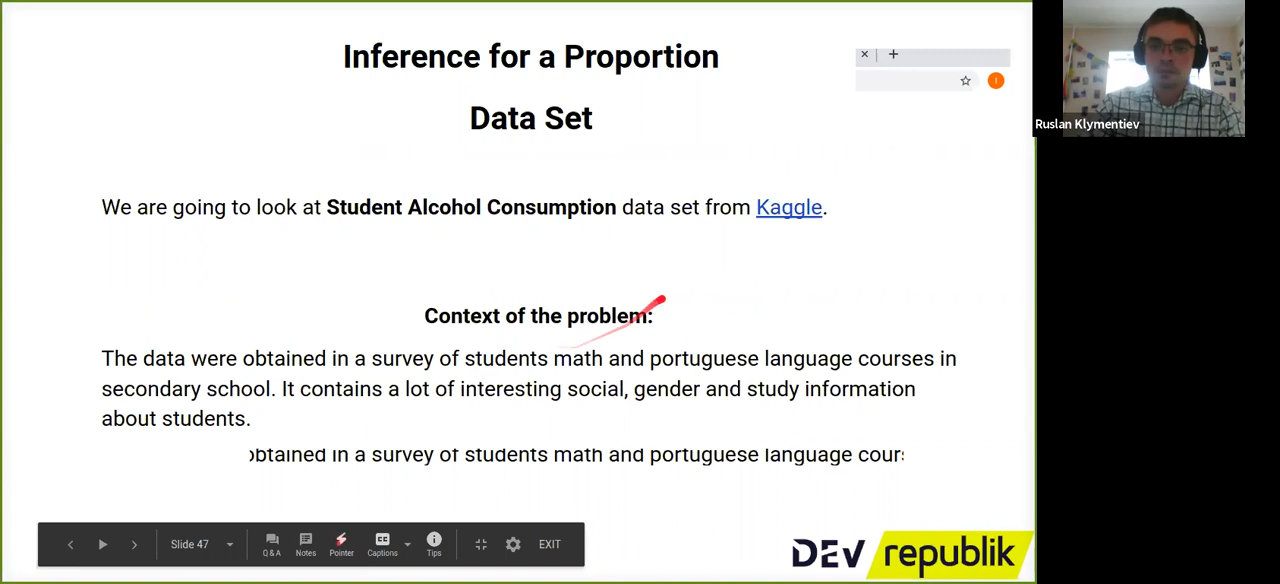 Inference for a Proportion
Data Set
Ruslan Klymentiev
We are going to look at Student Alcohol Consumption data set from Kaggle.
Context of the problem:
The data were obtained in a survey of students math and portuguese language courses in
secondary school. It contains a lot of interesting social, gender and study information
about students.
obtained in a survey of students math and portuguese language cours
Slide 47
Q & A
Notes
Pointer
Captions
Tips
EXIT
DEV republik